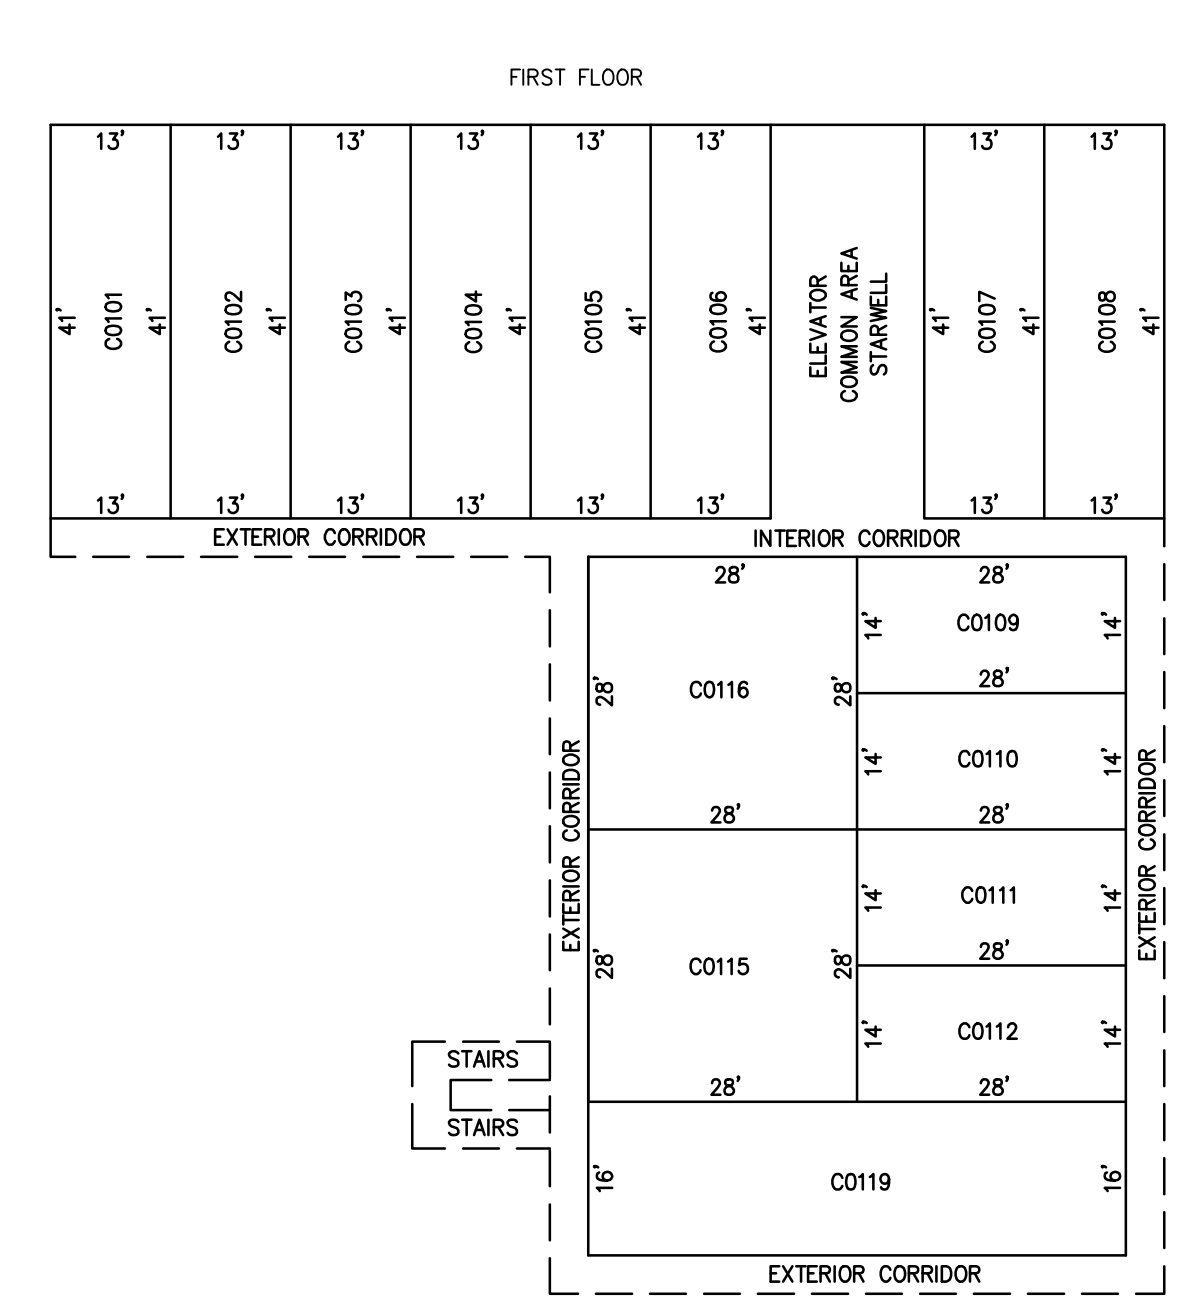 FIRST FLOOR
13' 13' 13' 13' 13' 13' 13' 13'
41' C0101 41' C0102 41' C0103 41' C0104 41' C0105 41' C0106 41'
ELEVATOR
COMMON AREA
STARWELL
41' C0107 41' C0108 41'
13' 13' 13' 13' 13' 13' 13' 13'
EXTERIOR CORRIDOR
INTERIOR CORRIDOR
28' 28'
14' C0109 14'
28'
28' C0116 28'
14' C0110 14'
28' 28'
EXTERIOR CORRIDOR
EXTERIOR CORRIDOR
14' C0111 14'
28'
28' C0115 28'
14' C0112 14'
28' 28'
STAIRS
STAIRS
16' C0119 16'
EXTERIOR CORRIDOR